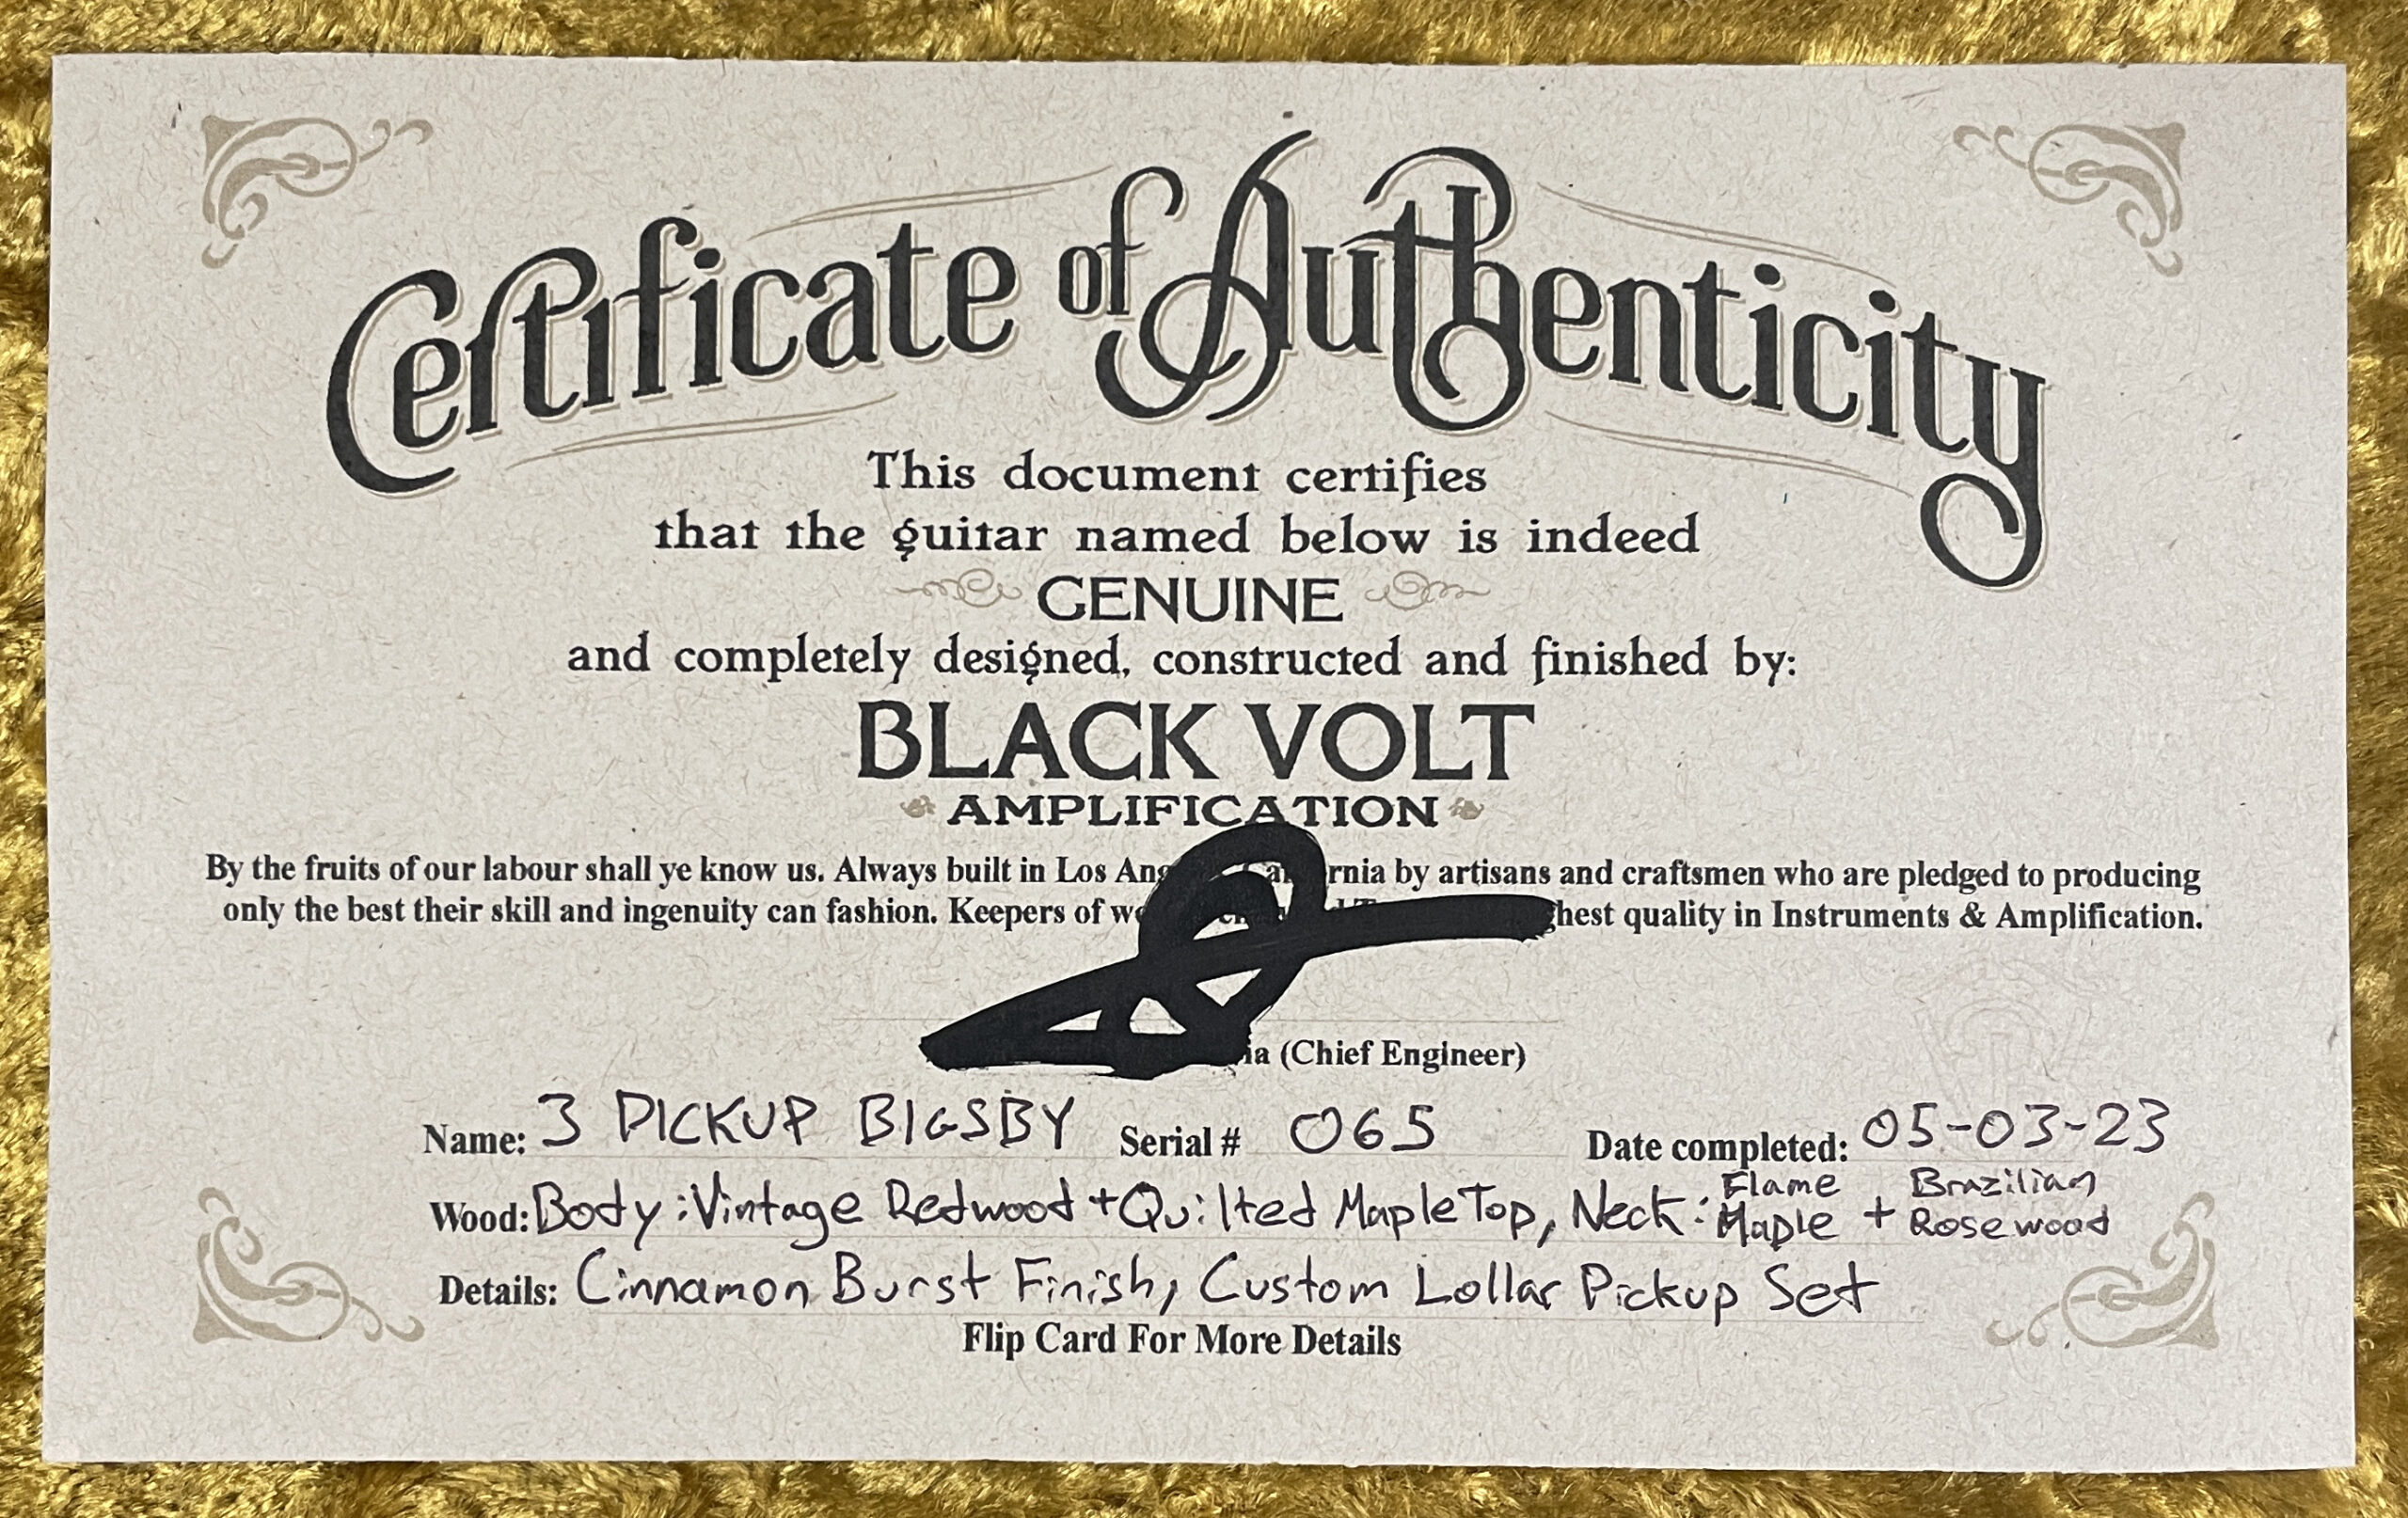 Certificate of Authenticity
This document certifies
that the guitar named below is indeed
GENUINE
and completely designed, constructed and finished by:
BLACK VOLT
AMPLIFICATION
By the fruits of our labour shall ye know us. Always built in Los by artisans and craftsmen who are pledged to producing
only the best their skill and ingenuity can fashion. Keepers of quality in Instruments & Amplification.
(Chief Engineer)
Name: 3 PICKUP BIGSBY Serial # 065 Date completed: 05-03-23
Wood: Body: Vintage Redwood + Quilted Maple Top, Neck: Flame Maple + Brazilian Rosewood
Details: Cinnamon Burst Finish, Custom Lollar Pickup Set
Flip Card For More Details